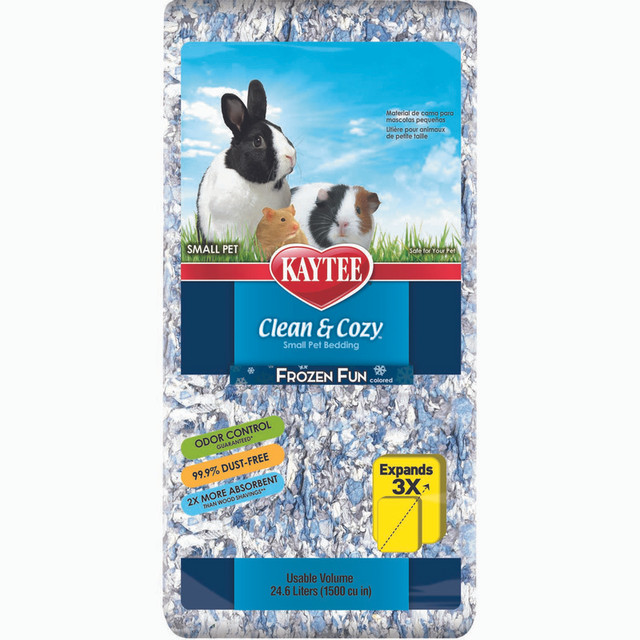 Material de cama para
mascotas pequeñas
Litière pour animaux
de petite taille
SMALL PET
Safe for Your Pet
KAYTEE
Clean & Cozy
Small Pet Bedding
FROZEN FUN colored
ODOR CONTROL
GUARANTEED*
99.9% DUST-FREE
2X MORE ABSORBENT
THAN WOOD SHAVINGS**
Expands
3X
Usable Volume
24.6 Liters (1500 cu in)